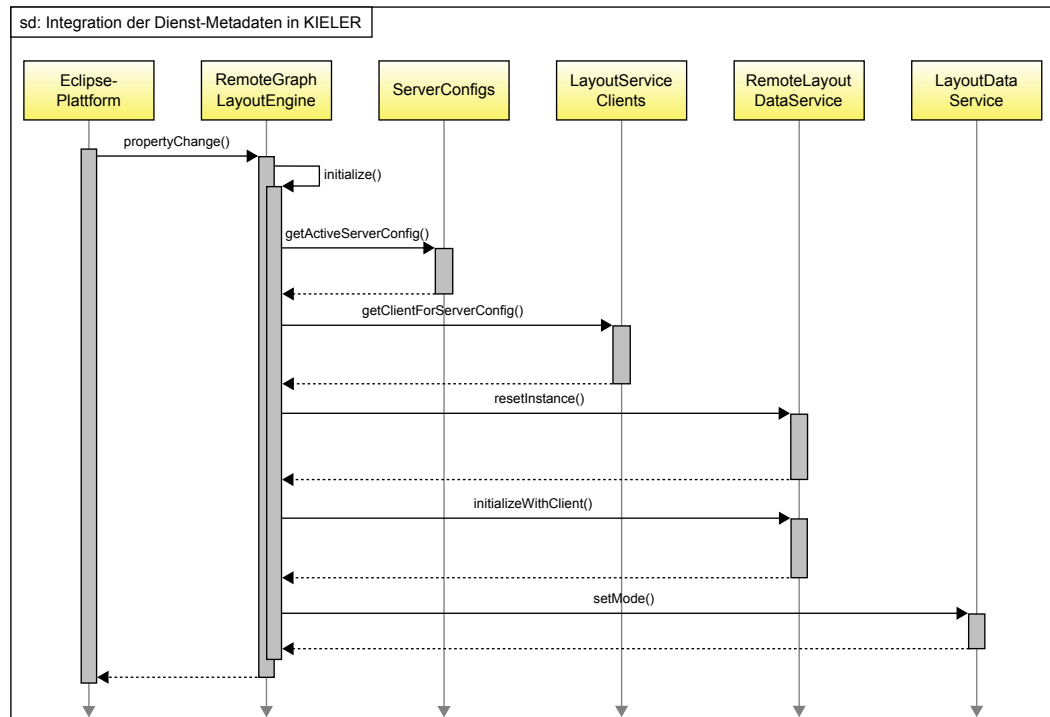 sd: Integration der Dienst-Metadaten in KIELER
Eclipse-
Plattform
RemoteGraph
LayoutEngine
ServerConfigs
LayoutService
Clients
RemoteLayout
DataService
LayoutData
Service
propertyChange()
initialize()
getActiveServerConfig()
getClientForServerConfig()
resetInstance()
initializeWithClient()
setMode()